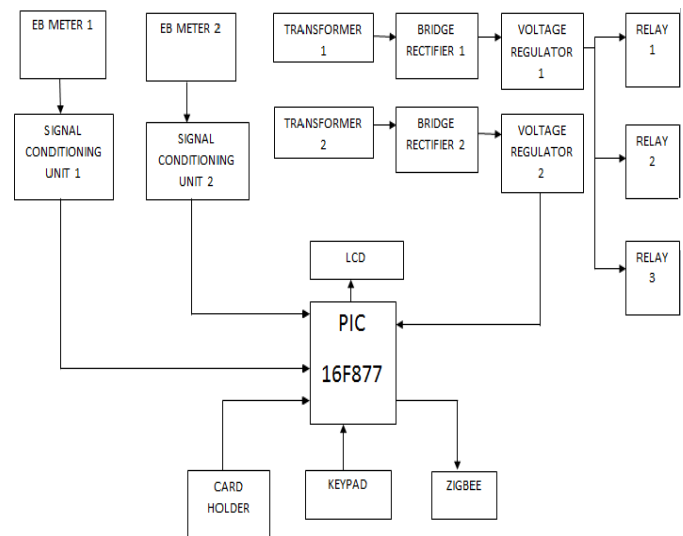 EB METER 1
EB METER 2
TRANSFORMER
1
BRIDGE
RECTIFIER 1
VOLTAGE
REGULATOR
1
RELAY
1
SIGNAL
CONDITIONING
UNIT 1
SIGNAL
CONDITIONING
UNIT 2
TRANSFORMER
2
BRIDGE
RECTIFIER 2
VOLTAGE
REGULATOR
2
RELAY
2
RELAY
3
LCD
PIC
16F877
CARD
HOLDER
KEYPAD
ZIGBEE